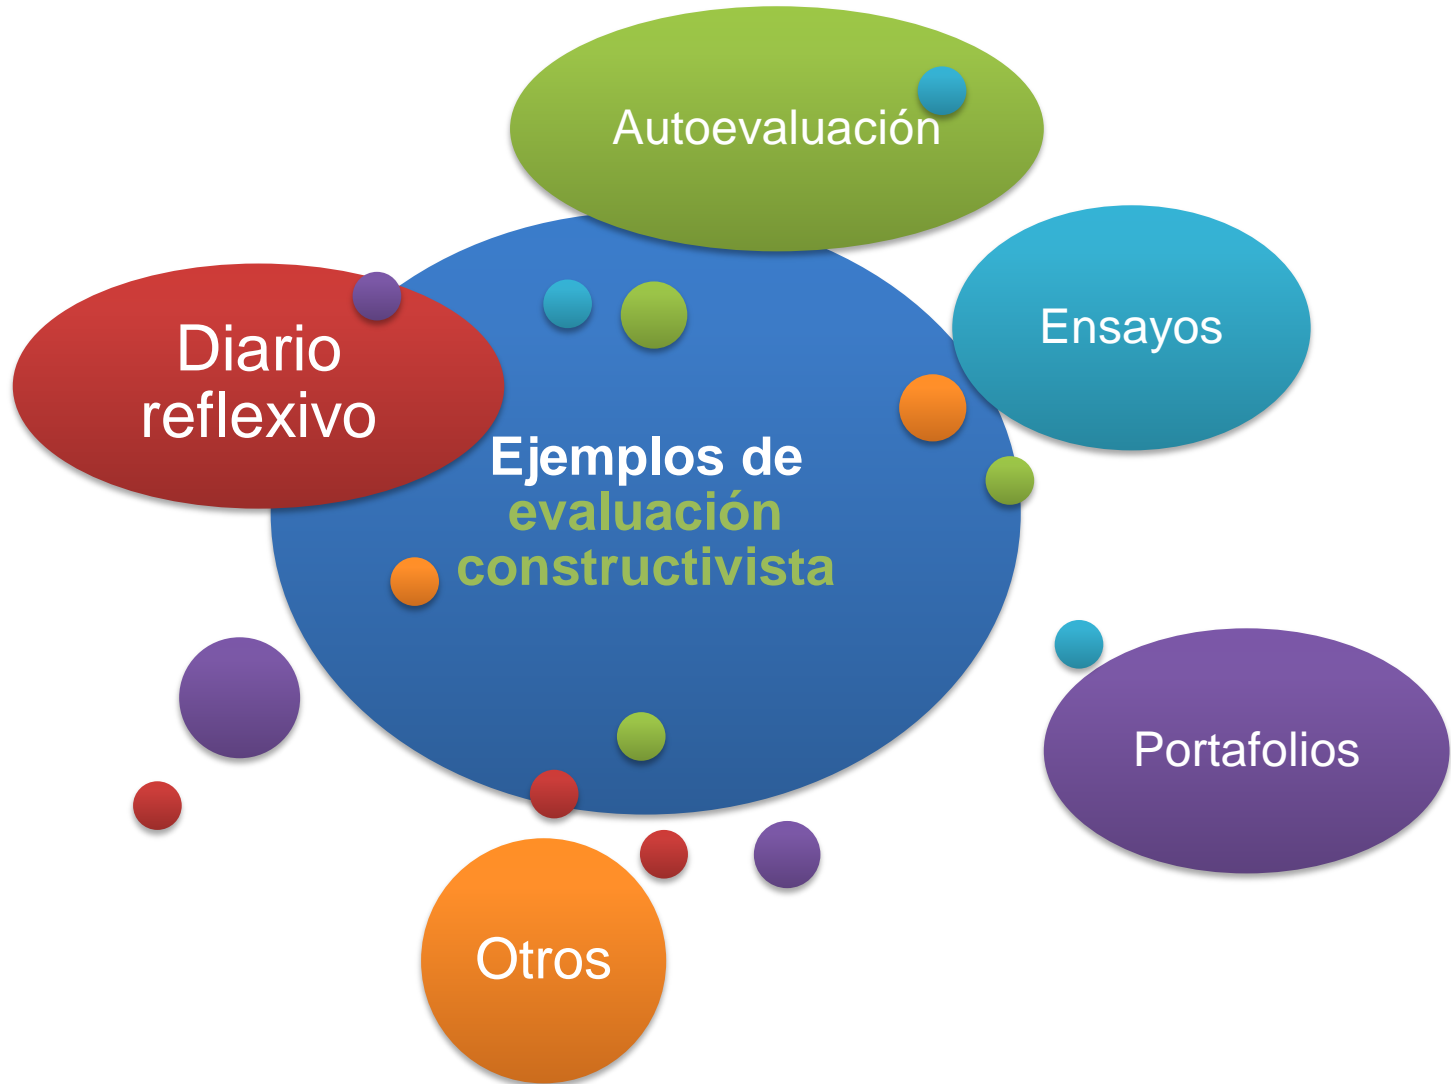 Autoevaluación
Ensayos
Diario
reflexivo
Ejemplos de
evaluación
constructivista
Portafolios
Otros